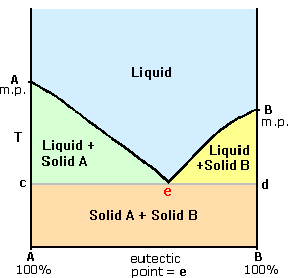 Liquid
A
m.p.
B
m.p.
T
Liquid +
Solid A
Liquid
+Solid B
c
e
d
Solid A + Solid B
A
100%
eutectic
point = e
B
100%